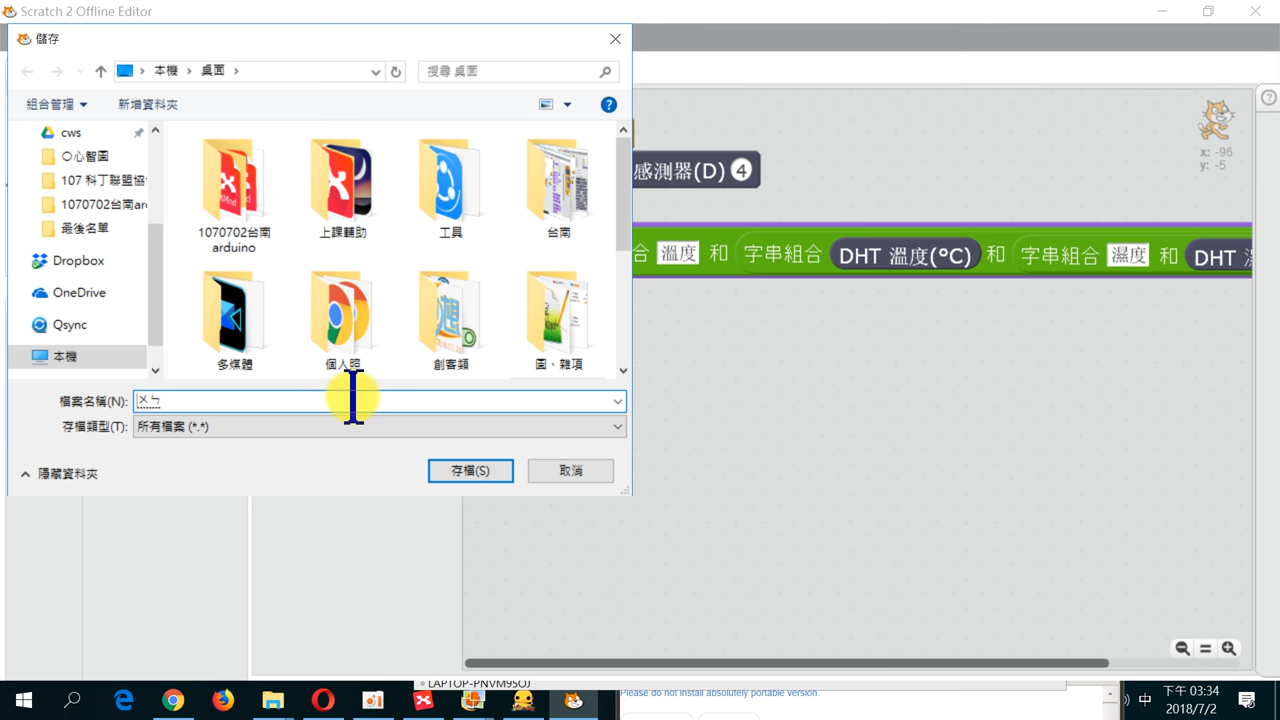 Scratch 2 Offline Editor
儲存
本機 桌面
搜尋 桌面
組合管理 新增資料夾
cws
O心智圖
107 科丁聯盟協
1070702台南ar
最後名單
Dropbox
OneDrive
Qsync
本機
1070702台南
arduino
上課輔助
工具
台南
多媒體
個人照
創客類
圖、雜項
檔案名稱(N): ㄨㄣ
存檔類型(T): 所有檔案 (*.*)
隱藏資料夾
存檔(S)
取消
感測器(D) 4
合 溫度 和 字串組合 DHT 溫度(°C) 和 字串組合 濕度 和 DHT
x: -96
y: -5
LAPTOP-PNVM95OJ
Please do not install absolutely portable version.
中
下午 03:34
2018/7/2